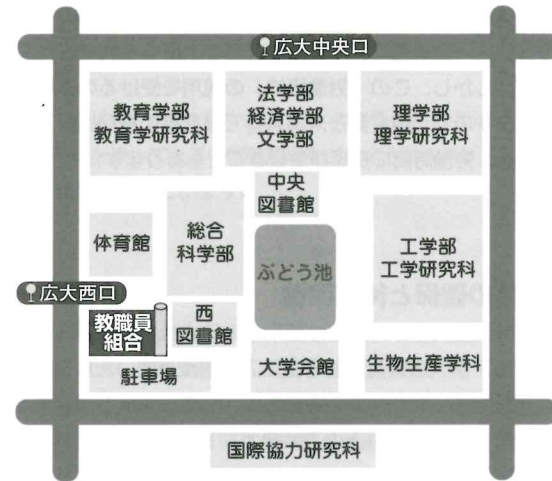 広大中央口
教育学部
教育学研究科
法学部
経済学部
文学部
理学部
理学研究科
中央
図書館
体育館
総合
科学部
ぶどう池
工学部
工学研究科
広大西口
教職員
組合
西
図書館
駐車場
大学会館
生物生産学科
国際協力研究科